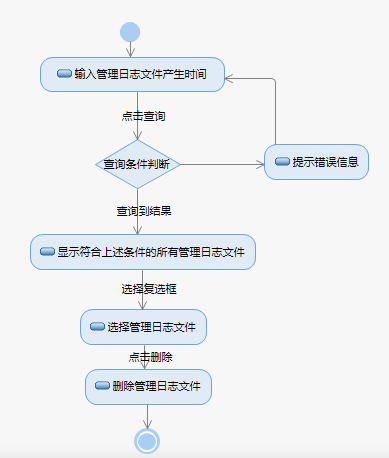 输入管理日志文件产生时间
点击查询
查询条件判断
提示错误信息
查询到结果
显示符合上述条件的所有管理日志文件
选择复选框
选择管理日志文件
点击删除
删除管理日志文件